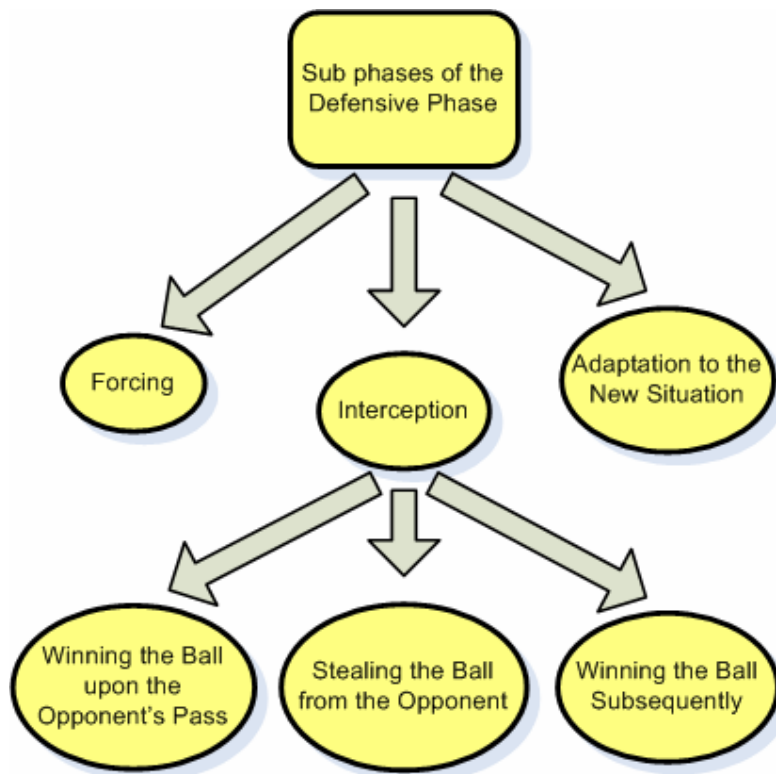 Sub phases of the
Defensive Phase
Forcing
Interception
Adaptation to the
New Situation
Winning the Ball
upon the
Opponent's Pass
Stealing the Ball
from the Opponent
Winning the Ball
Subsequently